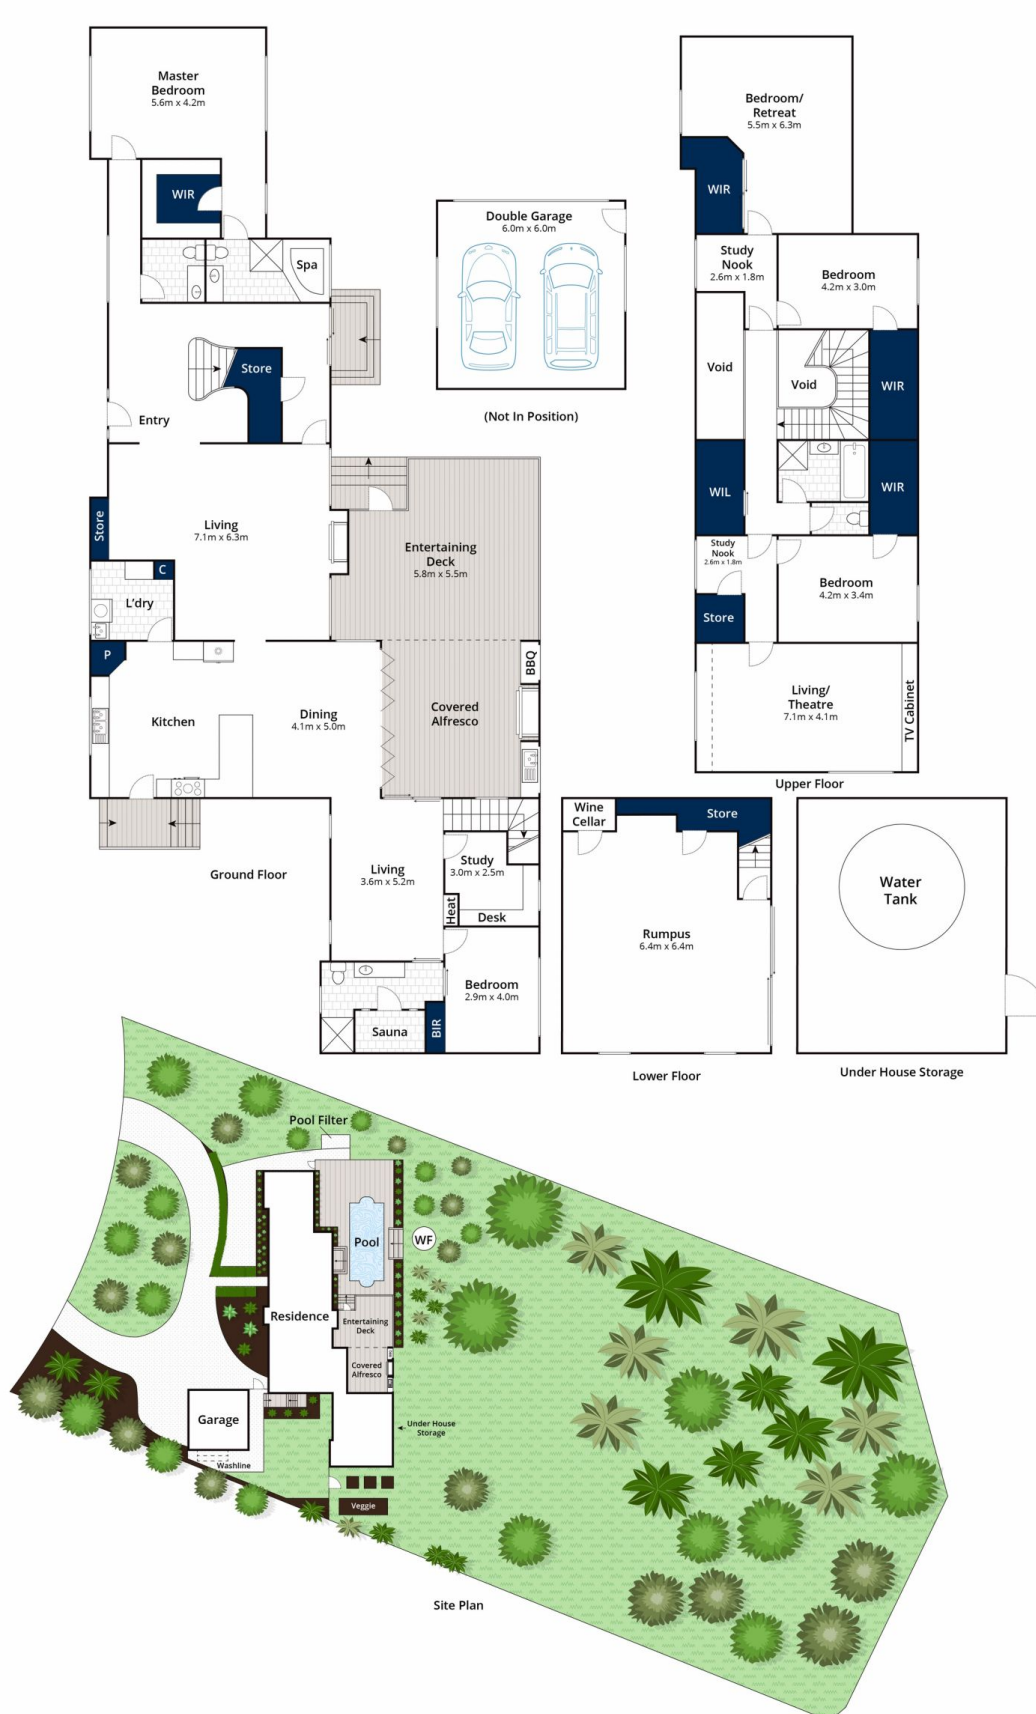 Master
Bedroom
5.6m x 4.2m
WIR
Spa
Store
Entry
Store
Living
7.1m x 6.3m
C
L'dry
P
Kitchen
Dining
4.1m x 5.0m
Entertaining
Deck
5.8m x 5.5m
BBQ
Covered
Alfresco
Ground Floor
Living
3.6m x 5.2m
Study
3.0m x 2.5m
Heat
Desk
Bedroom
2.9m x 4.0m
Sauna
BIR
Double Garage
6.0m x 6.0m
(Not In Position)
Bedroom/
Retreat
5.5m x 6.3m
WIR
Study
Nook
2.6m x 1.8m
Bedroom
4.2m x 3.0m
Void
Void
WIR
WIL
WIR
Study
Nook
2.6m x 1.8m
Bedroom
4.2m x 3.4m
Store
Living/
Theatre
7.1m x 4.1m
TV Cabinet
Upper Floor
Wine
Cellar
Store
Rumpus
6.4m x 6.4m
Lower Floor
Water
Tank
Under House Storage
Pool Filter
Pool
WF
Residence
Entertaining
Deck
Covered
Alfresco
Garage
Under House
Storage
Washline
Veggie
Site Plan